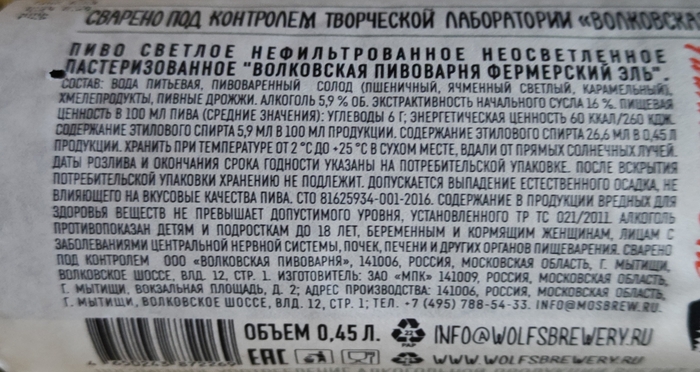 СВАРЕНО ПОД КОНТРОЛЕМ ТВОРЧЕСКОЙ ЛАБОРАТОРИИ «ВОЛКОВСК
ПИВО СВЕТЛОЕ НЕФИЛЬТРОВАННОЕ НЕОСВЕТЛЕННОЕ
ПАСТЕРИЗОВАННОЕ "ВОЛКОВСКАЯ ПИВОВАРНЯ ФЕРМЕРСКИЙ ЭЛЬ".
СОСТАВ: ВОДА ПИТЬЕВАЯ, ПИВОВАРЕННЫЙ СОЛОД (ПШЕНИЧНЫЙ, ЯЧМЕННЫЙ СВЕТЛЫЙ, КАРАМЕЛЬНЫЙ),
ХМЕЛЕПРОДУКТЫ, ПИВНЫЕ ДРОЖЖИ. АЛКОГОЛЬ 5,9 % ОБ. ЭКСТРАКТИВНОСТЬ НАЧАЛЬНОГО СУСЛА 16 %. ПИЩЕВАЯ
ЦЕННОСТЬ В 100 МЛ ПИВА (СРЕДНИЕ ЗНАЧЕНИЯ): УГЛЕВОДЫ 6 Г; ЭНЕРГЕТИЧЕСКАЯ ЦЕННОСТЬ 60 ККАЛ/260 КДЖ.
СОДЕРЖАНИЕ ЭТИЛОВОГО СПИРТА 5,9 МЛ В 100 МЛ ПРОДУКЦИИ. СОДЕРЖАНИЕ ЭТИЛОВОГО СПИРТА 26,6 МЛ В 0,45 Л
ПРОДУКЦИИ. ХРАНИТЬ ПРИ ТЕМПЕРАТУРЕ ОТ 2 °С ДО +25 °С В СУХОМ МЕСТЕ, ВДАЛИ ОТ ПРЯМЫХ СОЛНЕЧНЫХ ЛУЧЕЙ.
ДАТЫ РОЗЛИВА И ОКОНЧАНИЯ СРОКА ГОДНОСТИ УКАЗАНЫ НА ПОТРЕБИТЕЛЬСКОЙ УПАКОВКЕ. ПОСЛЕ ВСКРЫТИЯ
ПОТРЕБИТЕЛЬСКОЙ УПАКОВКИ ХРАНЕНИЮ НЕ ПОДЛЕЖИТ. ДОПУСКАЕТСЯ ВЫПАДЕНИЕ ЕСТЕСТВЕННОГО ОСАДКА, НЕ
ВЛИЯЮЩЕГО НА ВКУСОВЫЕ КАЧЕСТВА ПИВА. СТО 81625934-001-2016. СОДЕРЖАНИЕ В ПРОДУКЦИИ ВРЕДНЫХ ДЛЯ
ЗДОРОВЬЯ ВЕЩЕСТВ НЕ ПРЕВЫШАЕТ ДОПУСТИМОГО УРОВНЯ, УСТАНОВЛЕННОГО ТР ТС 021/2011. АЛКОГОЛЬ
ПРОТИВОПОКАЗАН ДЕТЯМ И ПОДРОСТКАМ ДО 18 ЛЕТ, БЕРЕМЕННЫМ И КОРМЯЩИМ ЖЕНЩИНАМ, ЛИЦАМ С
ЗАБОЛЕВАНИЯМИ ЦЕНТРАЛЬНОЙ НЕРВНОЙ СИСТЕМЫ, ПОЧЕК, ПЕЧЕНИ И ДРУГИХ ОРГАНОВ ПИЩЕВАРЕНИЯ. СВАРЕНО
ПОД КОНТРОЛЕМ ООО «ВОЛКОВСКАЯ ПИВОВАРНЯ», 141006, РОССИЯ, МОСКОВСКАЯ ОБЛАСТЬ, Г. МЫТИЩИ,
ВОЛКОВСКОЕ ШОССЕ, ВЛД. 12, СТР. 1. ИЗГОТОВИТЕЛЬ: ЗАО «МПК» 141009, РОССИЯ, МОСКОВСКАЯ ОБЛАСТЬ,
Г. МЫТИЩИ, ВОКЗАЛЬНАЯ ПЛОЩАДЬ, Д. 2; АДРЕС ПРОИЗВОДСТВА: 141006, РОССИЯ, МОСКОВСКАЯ ОБЛАСТЬ,
Г. МЫТИЩИ, ВОЛКОВСКОЕ ШОССЕ, ВЛД. 12, СТР. 1; ТЕЛ. +7 (495) 788-54-33. INFO@MOSBREW.RU
ОБЪЕМ 0,45 Л. INFO@WOLFSBREWERY.RU
EAC WWW.WOLFSBREWERY.RU